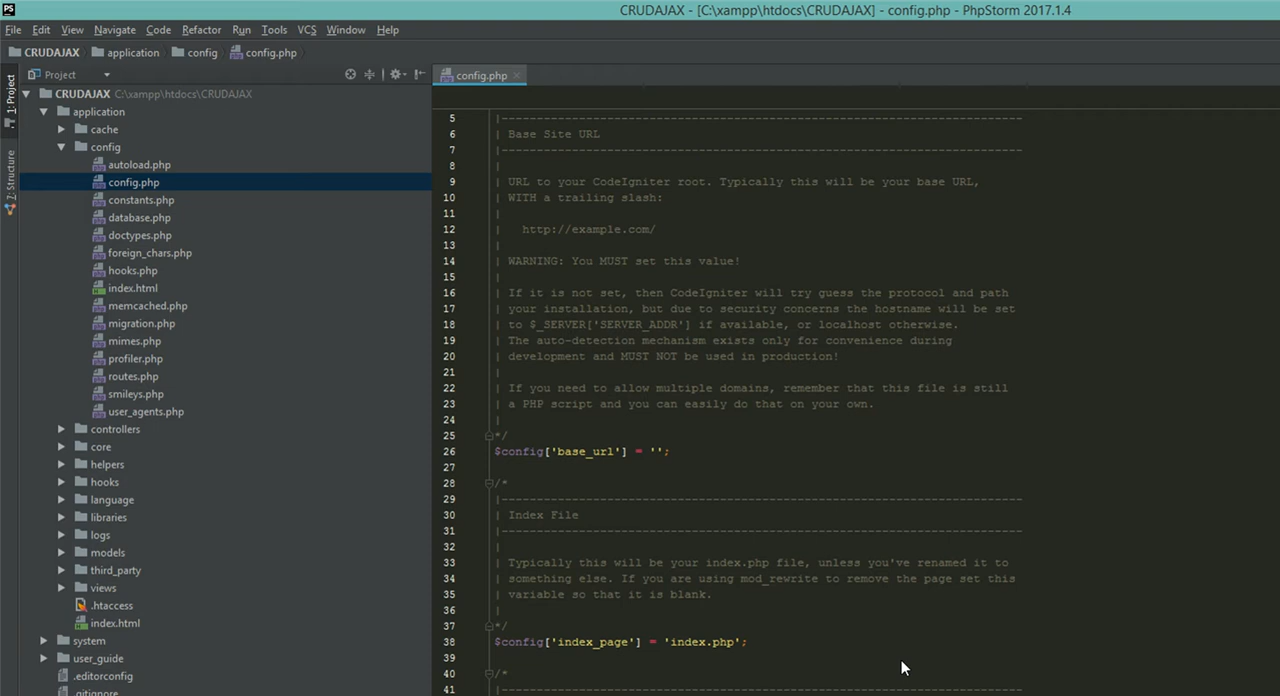 PS
CRUDAJAX - [C:\xampp\htdocs\CRUDAJAX] - config.php - PhpStorm 2017.1.4
File Edit View Navigate Code Refactor Run Tools VCS Window Help
CRUDAJAX application config config.php
Project
config.php
1: Project
7: Structure
CRUDAJAX C:\xampp\htdocs\CRUDAJAX
application
cache
config
autoload.php
config.php
constants.php
database.php
doctypes.php
foreign_chars.php
hooks.php
index.html
memcached.php
migration.php
mimes.php
profiler.php
routes.php
smileys.php
user_agents.php
controllers
core
helpers
hooks
language
libraries
logs
models
third_party
views
.htaccess
index.html
system
user_guide
.editorconfig
.gitignore
5 |--------------------------------------------------------------------------
6 | Base Site URL
7 |--------------------------------------------------------------------------
8 |
9 | URL to your CodeIgniter root. Typically this will be your base URL,
10 | WITH a trailing slash:
11 |
12 | http://example.com/
13 |
14 | WARNING: You MUST set this value!
15 |
16 | If it is not set, then CodeIgniter will try guess the protocol and path
17 | your installation, but due to security concerns the hostname will be set
18 | to $_SERVER['SERVER_ADDR'] if available, or localhost otherwise.
19 | The auto-detection mechanism exists only for convenience during
20 | development and MUST NOT be used in production!
21 |
22 | If you need to allow multiple domains, remember that this file is still
23 | a PHP script and you can easily do that on your own.
24 |
25 */
26 $config['base_url'] = '';
27
28 /*
29 |--------------------------------------------------------------------------
30 | Index File
31 |--------------------------------------------------------------------------
32 |
33 | Typically this will be your index.php file, unless you've renamed it to
34 | something else. If you are using mod_rewrite to remove the page set this
35 | variable so that it is blank.
36 |
37 */
38 $config['index_page'] = 'index.php';
39
40 /*
41 |--------------------------------------------------------------------------